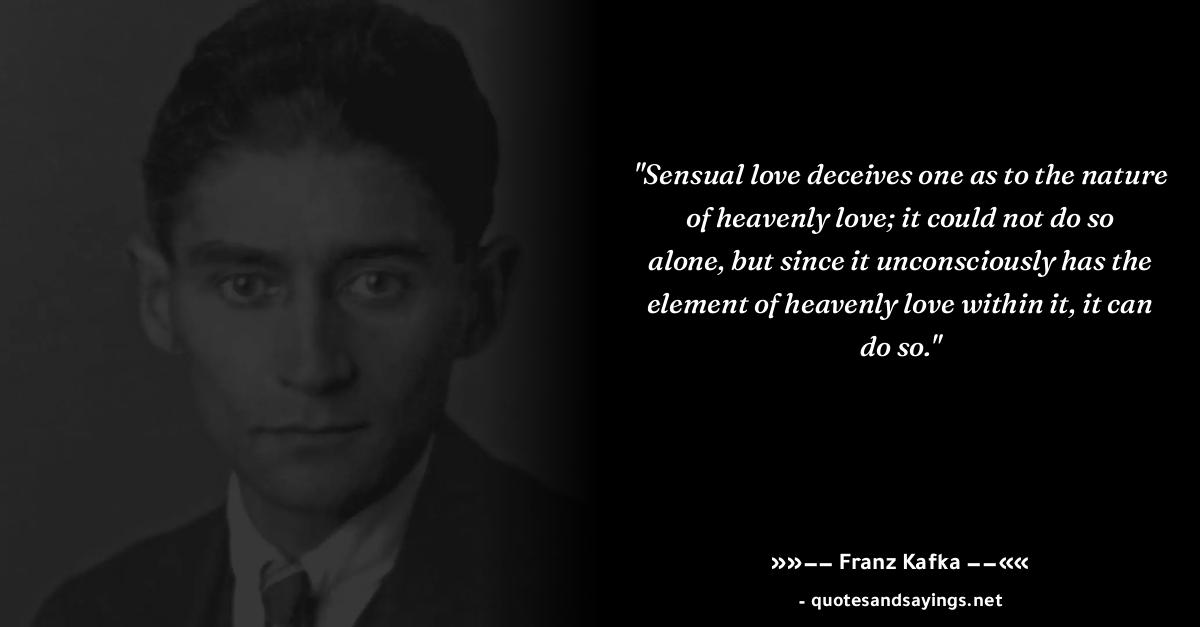 "Sensual love deceives one as to the nature
of heavenly love; it could not do so
alone, but since it unconsciously has the
element of heavenly love within it, it can
do so."
»»–– Franz Kafka ––««
- quotesandsayings.net